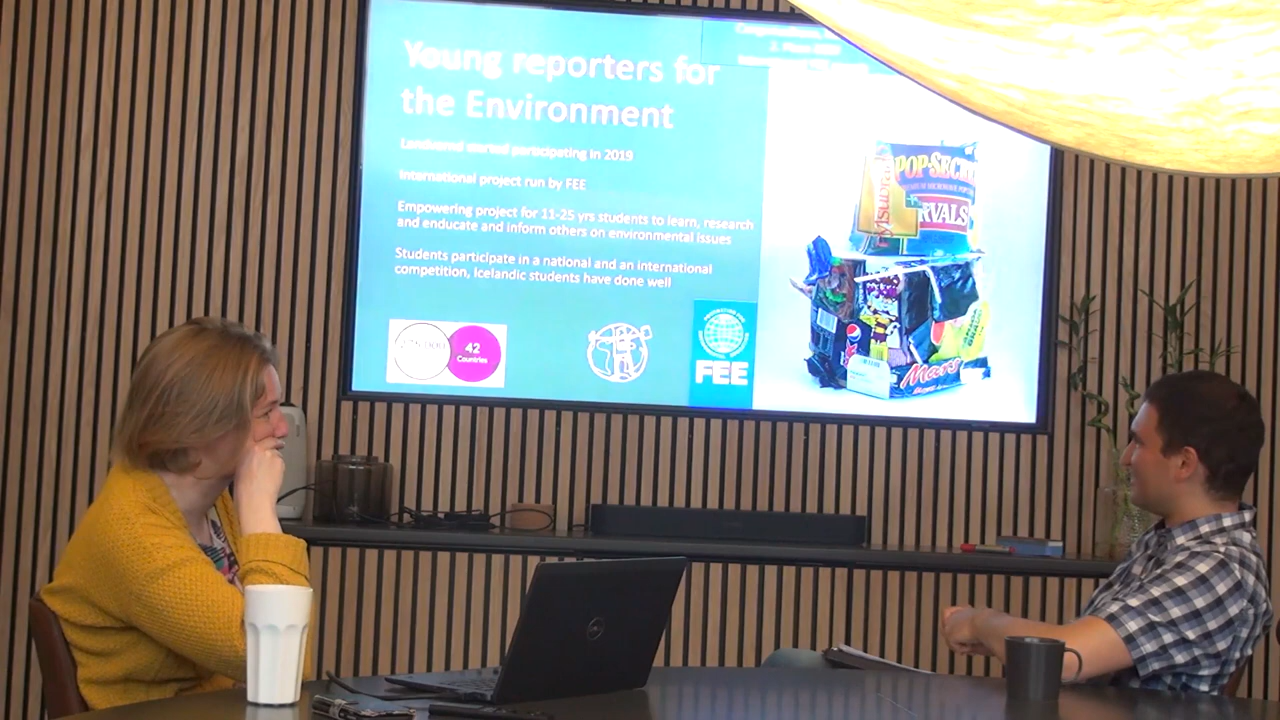 Young reporters for
the Environment
Landvernd started participating in 2019
International project run by FEE
Empowering project for 11-25 yrs students to learn, research
and enducate and inform others on environmental issues
Students participate in a national and an international
competition, Icelandic students have done well
42
Countries
FEE
POP-SECRE
RVALS
Mars